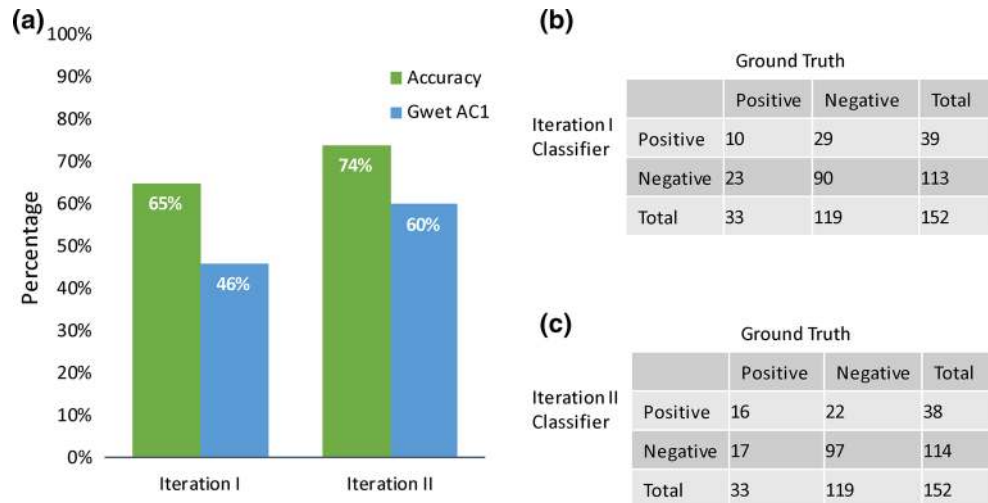 (a)
100%
90%
80%
70%
60%
50%
40%
30%
20%
10%
0%
Percentage
Accuracy
Gwet AC1
65%
46%
74%
60%
Iteration I
Iteration II
(b)
Ground Truth
Iteration I
Classifier
Positive Negative Total
Positive 10 29 39
Negative 23 90 113
Total 33 119 152
(c)
Ground Truth
Iteration II
Classifier
Positive Negative Total
Positive 16 22 38
Negative 17 97 114
Total 33 119 152